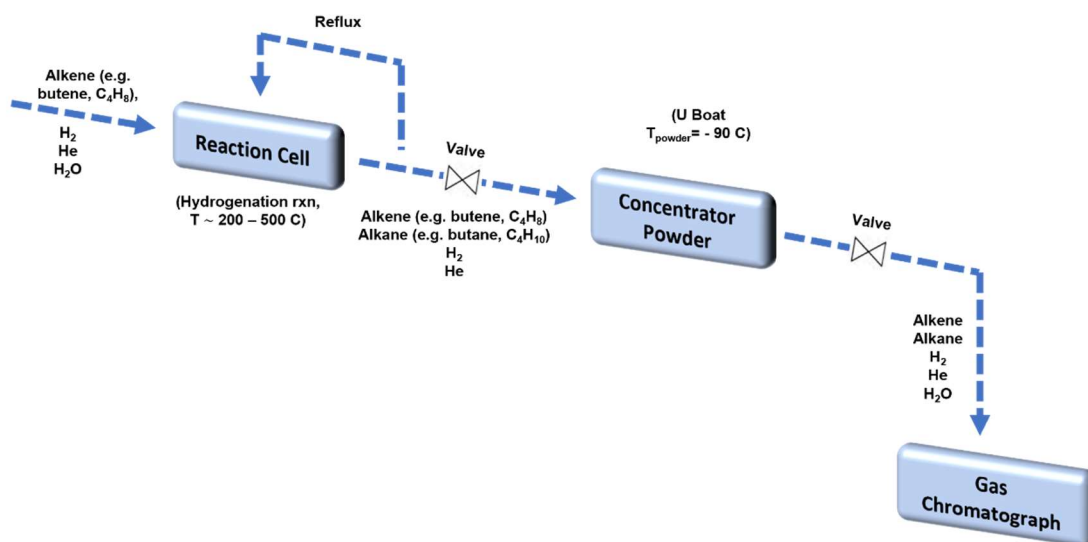 Reflux
Alkene (e.g.
butene, C₄H₈),
H₂
He
H₂O
Reaction Cell
(Hydrogenation rxn,
T ~ 200 – 500 C)
Valve
Alkene (e.g. butene, C₄H₈)
Alkane (e.g. butane, C₄H₁₀)
H₂
He
(U Boat
Tpowder= - 90 C)
Concentrator
Powder
Valve
Alkene
Alkane
H₂
He
H₂O
Gas
Chromatograph